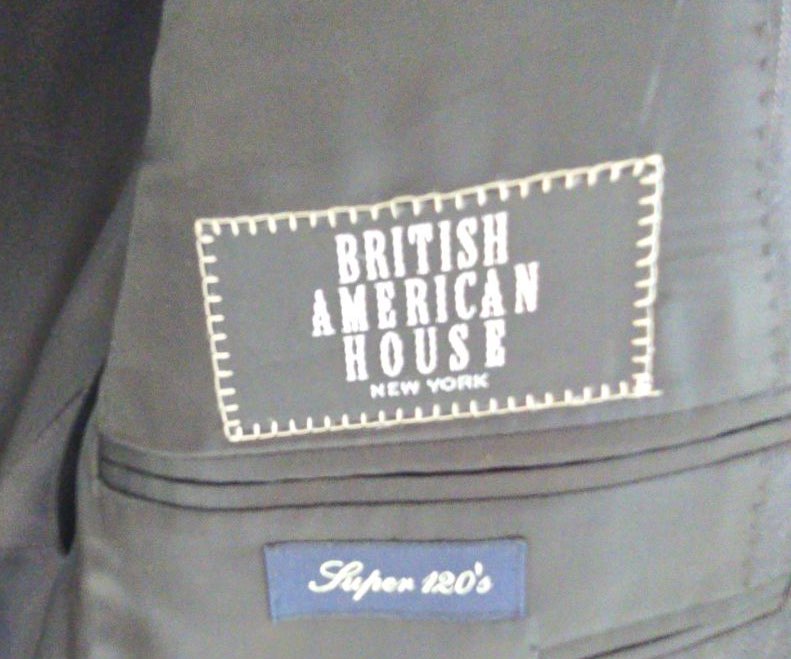 BRITISH
AMERICAN
HOUSE
NEW YORK
Super 120's